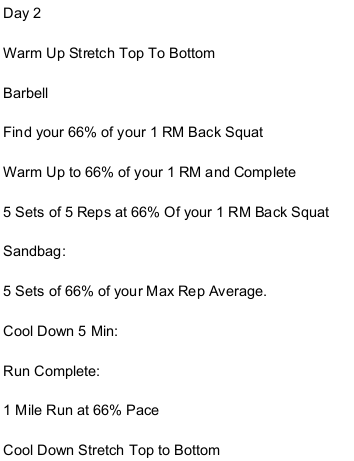 Day 2
Warm Up Stretch Top To Bottom
Barbell
Find your 66% of your 1 RM Back Squat
Warm Up to 66% of your 1 RM and Complete
5 Sets of 5 Reps at 66% Of your 1 RM Back Squat
Sandbag:
5 Sets of 66% of your Max Rep Average.
Cool Down 5 Min:
Run Complete:
1 Mile Run at 66% Pace
Cool Down Stretch Top to Bottom